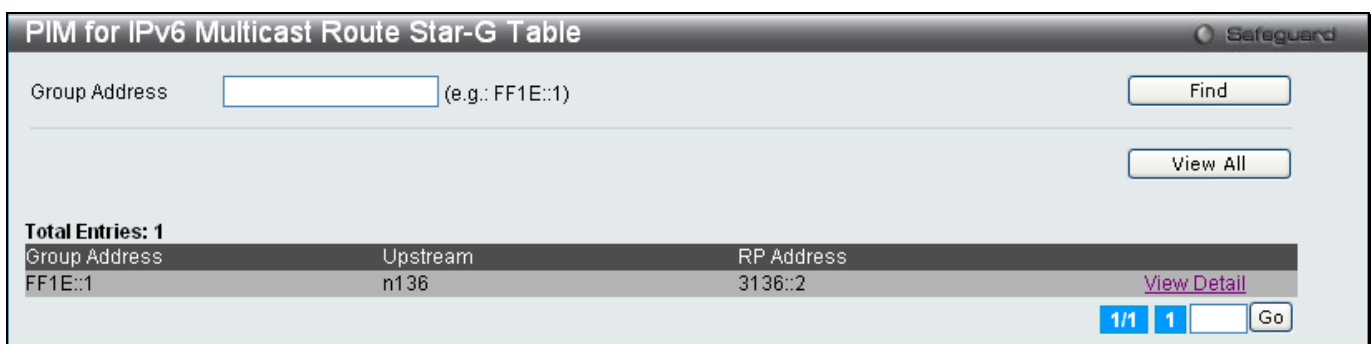 PIM for IPv6 Multicast Route Star-G Table
Safeguard
Group Address (e.g.: FF1E::1) Find
View All
Total Entries: 1
Group Address Upstream RP Address
FF1E::1 n136 3136::2 View Detail
1/1 1 Go